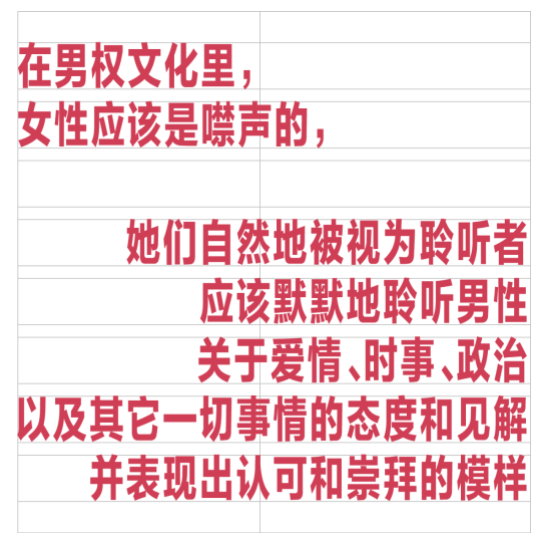 在男权文化里，
女性应该是噤声的，
她们自然地被视为聆听者
应该默默地聆听男性
关于爱情、时事、政治
以及其它一切事情的态度和见解
并表现出认可和崇拜的模样